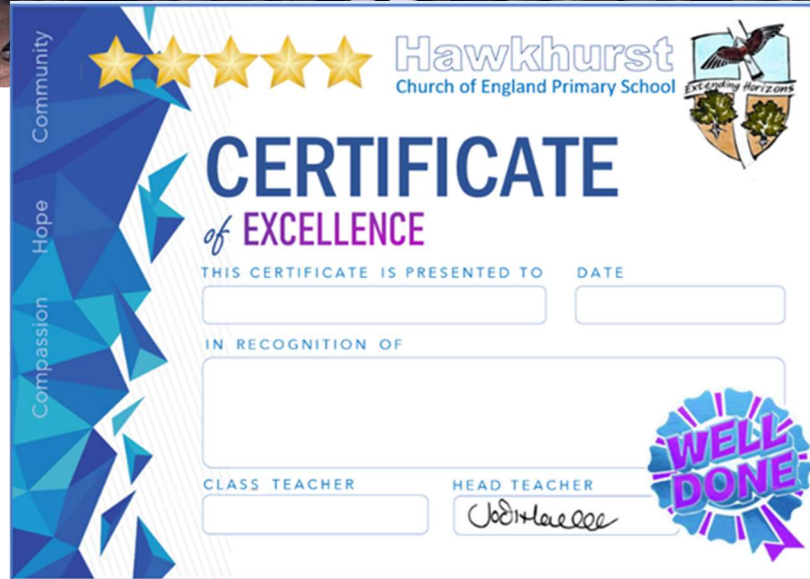 Community
Hope
Compassion
Hawkhurst
Church of England Primary School
Extending Horizons
CERTIFICATE
of EXCELLENCE
THIS CERTIFICATE IS PRESENTED TO
DATE
IN RECOGNITION OF
CLASS TEACHER
HEAD TEACHER
WELL
DONE